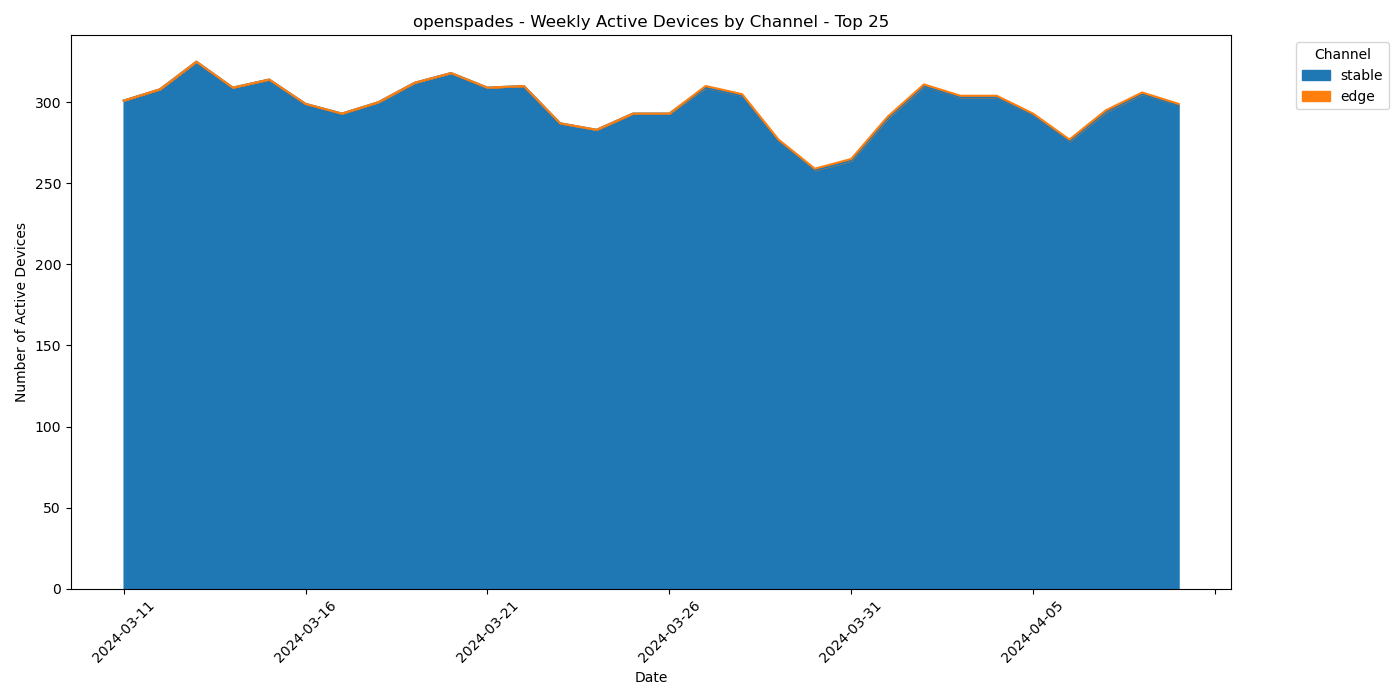 openspades - Weekly Active Devices by Channel - Top 25
Channel
stable
edge
Number of Active Devices
300
250
200
150
100
50
0
2024-03-11
2024-03-16
2024-03-21
2024-03-26
2024-03-31
2024-04-05
Date